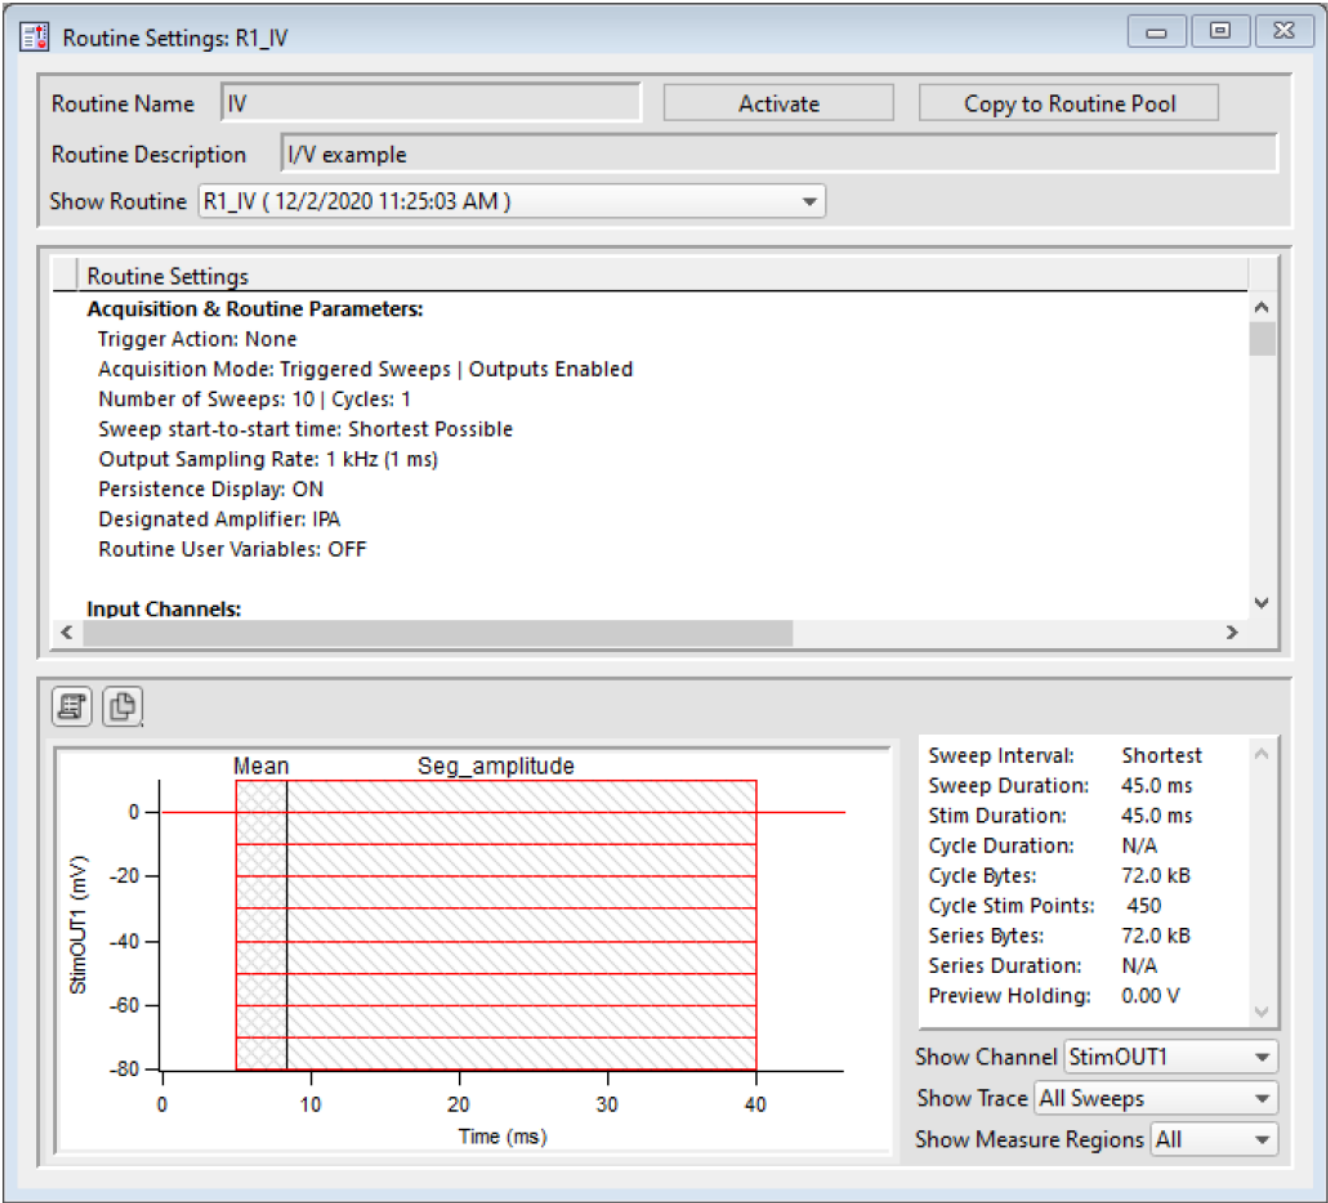 Routine Settings: R1_IV
Routine Name IV Activate Copy to Routine Pool
Routine Description I/V example
Show Routine R1_IV ( 12/2/2020 11:25:03 AM )
Routine Settings
Acquisition & Routine Parameters:
Trigger Action: None
Acquisition Mode: Triggered Sweeps | Outputs Enabled
Number of Sweeps: 10 | Cycles: 1
Sweep start-to-start time: Shortest Possible
Output Sampling Rate: 1 kHz (1 ms)
Persistence Display: ON
Designated Amplifier: IPA
Routine User Variables: OFF
Input Channels:
Mean Seg_amplitude
0
-20
-40
-60
-80
StimOUT1 (mV)
0 10 20 30 40
Time (ms)
Sweep Interval: Shortest
Sweep Duration: 45.0 ms
Stim Duration: 45.0 ms
Cycle Duration: N/A
Cycle Bytes: 72.0 kB
Cycle Stim Points: 450
Series Bytes: 72.0 kB
Series Duration: N/A
Preview Holding: 0.00 V
Show Channel StimOUT1
Show Trace All Sweeps
Show Measure Regions All